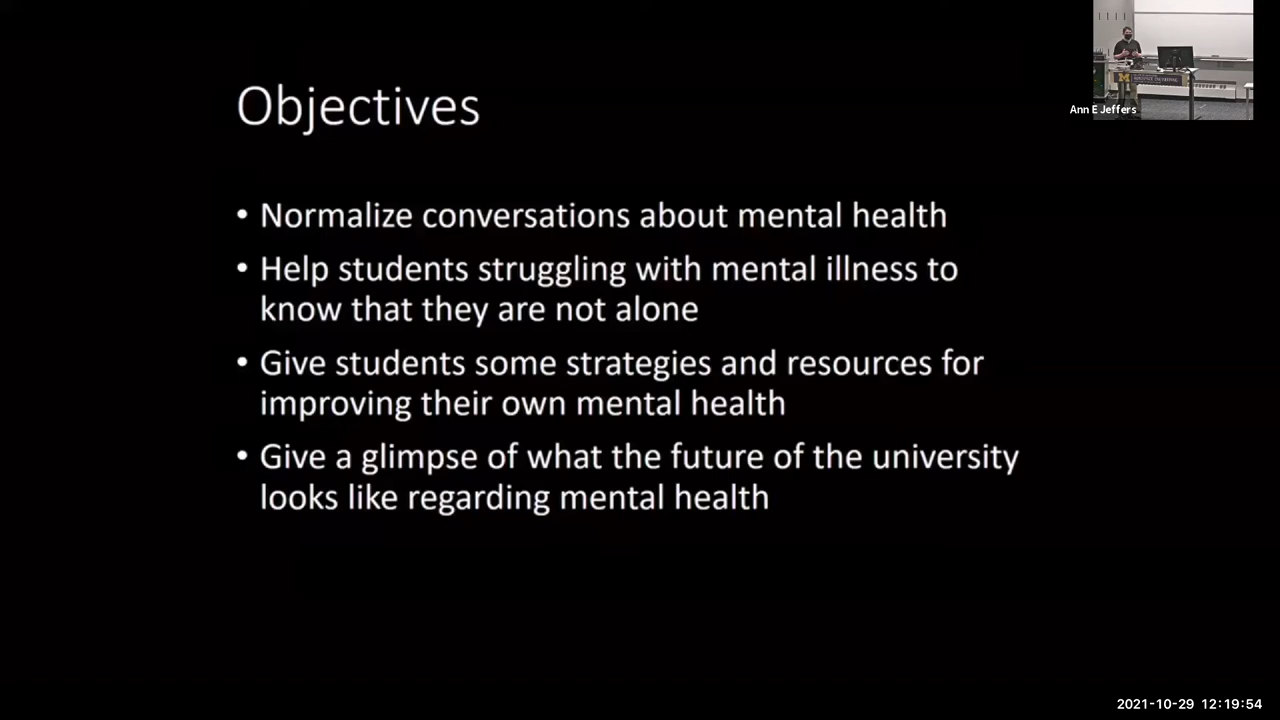 Objectives
• Normalize conversations about mental health
• Help students struggling with mental illness to
know that they are not alone
• Give students some strategies and resources for
improving their own mental health
• Give a glimpse of what the future of the university
looks like regarding mental health
Ann E Jeffers
M
2021-10-29 12:19:54